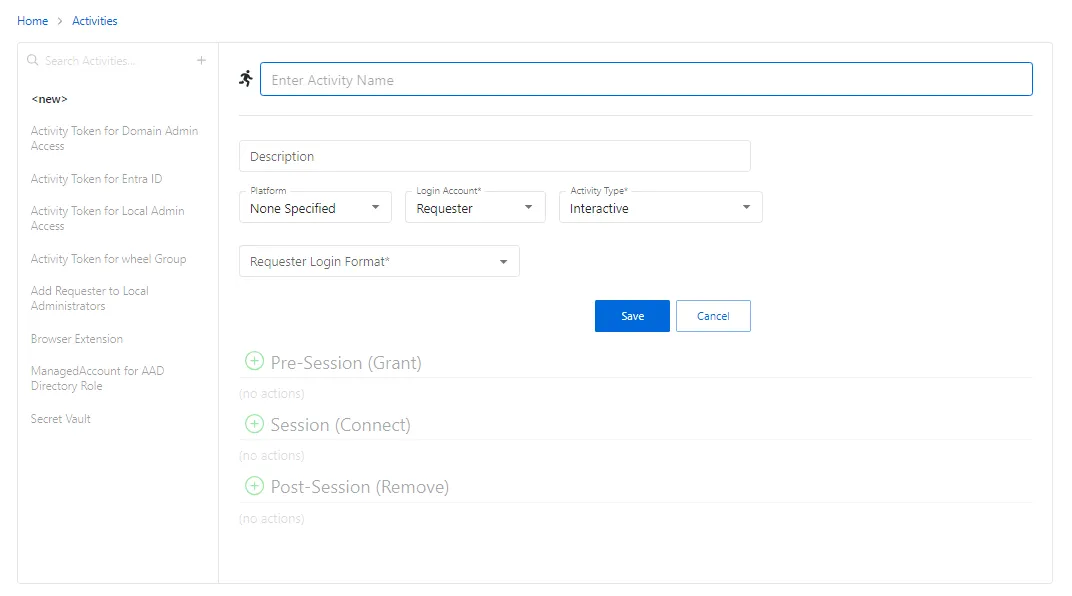 Home > Activities
Search Activities... +
<new>
Activity Token for Domain Admin
Access
Activity Token for Entra ID
Activity Token for Local Admin
Access
Activity Token for wheel Group
Add Requester to Local
Administrators
Browser Extension
ManagedAccount for AAD
Directory Role
Secret Vault
Enter Activity Name
Description
Platform
None Specified
Login Account*
Requester
Activity Type*
Interactive
Requester Login Format*
Save
Cancel
Pre-Session (Grant)
(no actions)
Session (Connect)
(no actions)
Post-Session (Remove)
(no actions)